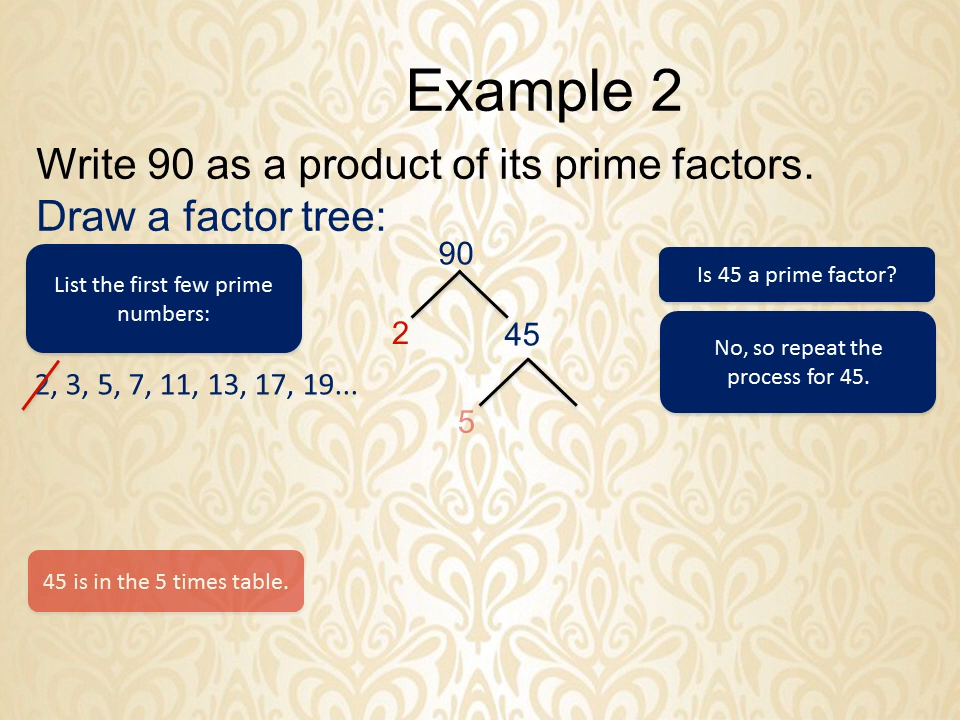 Example 2
Write 90 as a product of its prime factors.
Draw a factor tree:
List the first few prime
numbers:
2, 3, 5, 7, 11, 13, 17, 19...
90
2
45
5
Is 45 a prime factor?
No, so repeat the
process for 45.
45 is in the 5 times table.